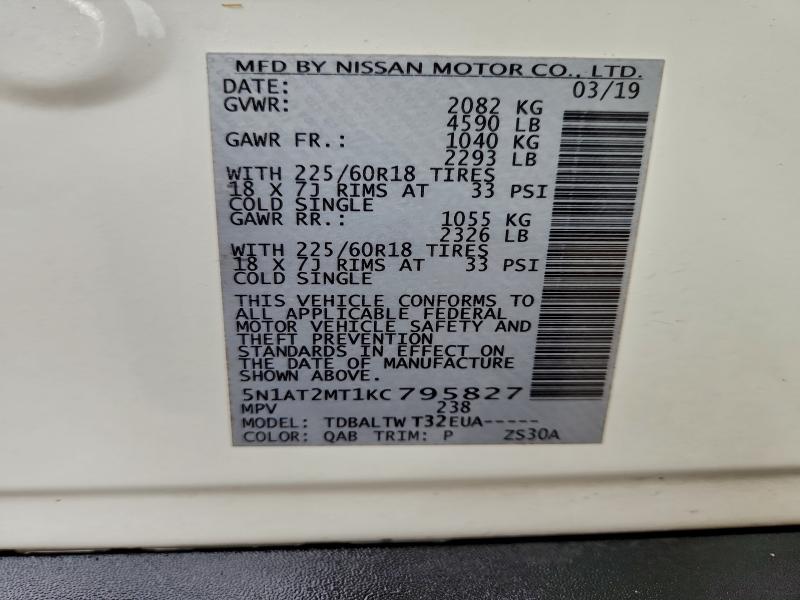 MFD BY NISSAN MOTOR CO., LTD.
DATE: 03/19
GVWR: 2082 KG
4590 LB
GAWR FR.: 1040 KG
2293 LB
WITH 225/60R18 TIRES
18 X 7J RIMS AT 33 PSI
COLD SINGLE
GAWR RR.: 1055 KG
2326 LB
WITH 225/60R18 TIRES
18 X 7J RIMS AT 33 PSI
COLD SINGLE
THIS VEHICLE CONFORMS TO
ALL APPLICABLE FEDERAL
MOTOR VEHICLE SAFETY AND
THEFT PREVENTION
STANDARDS IN EFFECT ON
THE DATE OF MANUFACTURE
SHOWN ABOVE.
5N1AT2MT1KC795827
MPV 238
MODEL: TDBALTW T32EUA-----
COLOR: QAB TRIM: P ZS30A